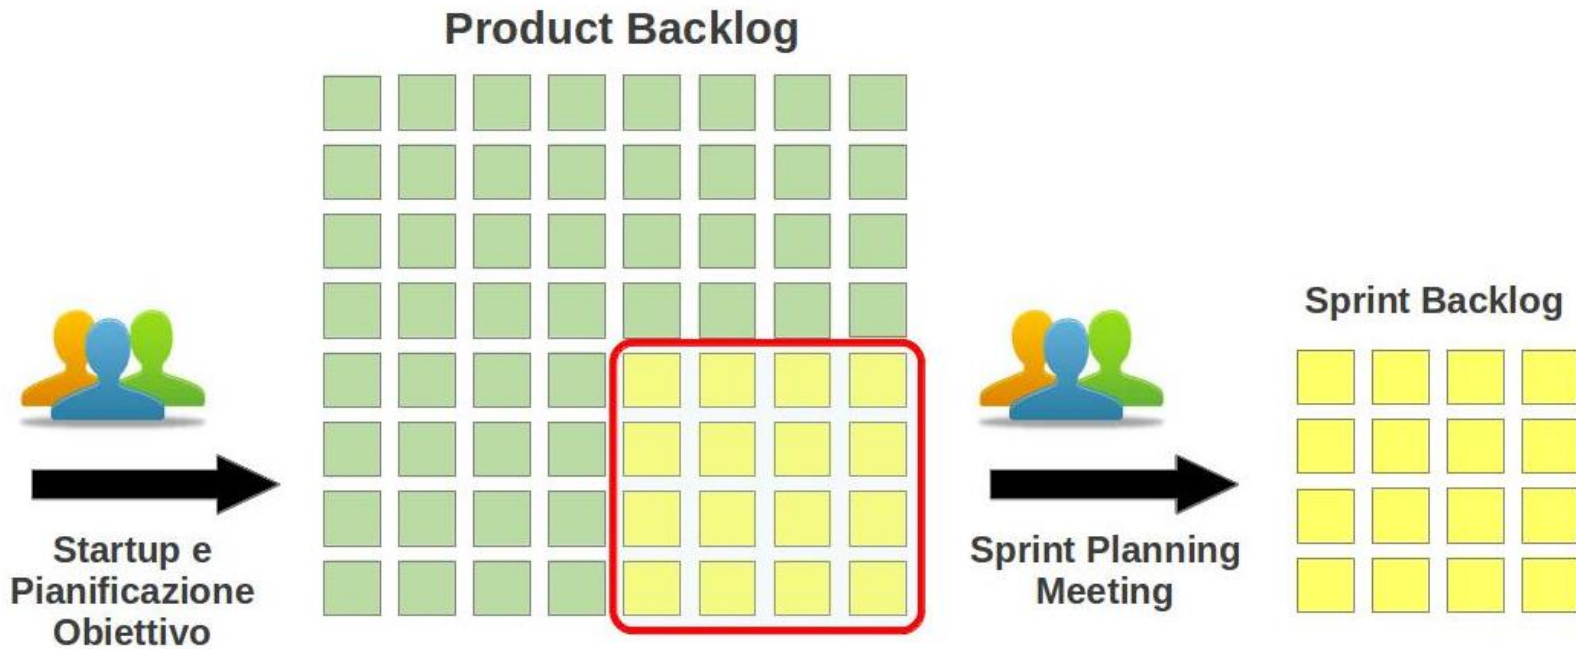 Product Backlog
Sprint Backlog
Startup e
Pianificazione
Obiettivo
Sprint Planning
Meeting